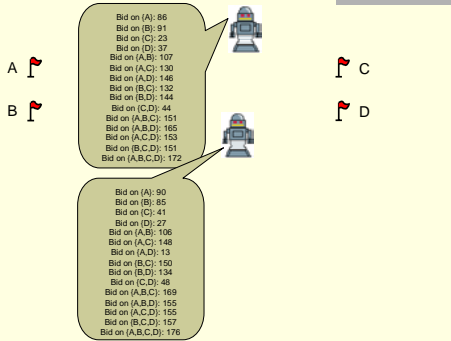 Bid on {A}: 86
Bid on {B}: 91
Bid on {C}: 23
Bid on {D}: 37
Bid on {A,B}: 107
Bid on {A,C}: 130
Bid on {A,D}: 146
Bid on {B,C}: 132
Bid on {B,D}: 144
Bid on {C,D}: 44
Bid on {A,B,C}: 151
Bid on {A,B,D}: 165
Bid on {A,C,D}: 153
Bid on {B,C,D}: 151
Bid on {A,B,C,D}: 172
A
C
B
D
Bid on {A}: 90
Bid on {B}: 85
Bid on {C}: 41
Bid on {D}: 27
Bid on {A,B}: 106
Bid on {A,C}: 148
Bid on {A,D}: 13
Bid on {B,C}: 150
Bid on {B,D}: 134
Bid on {C,D}: 48
Bid on {A,B,C}: 169
Bid on {A,B,D}: 155
Bid on {A,C,D}: 155
Bid on {B,C,D}: 157
Bid on {A,B,C,D}: 176